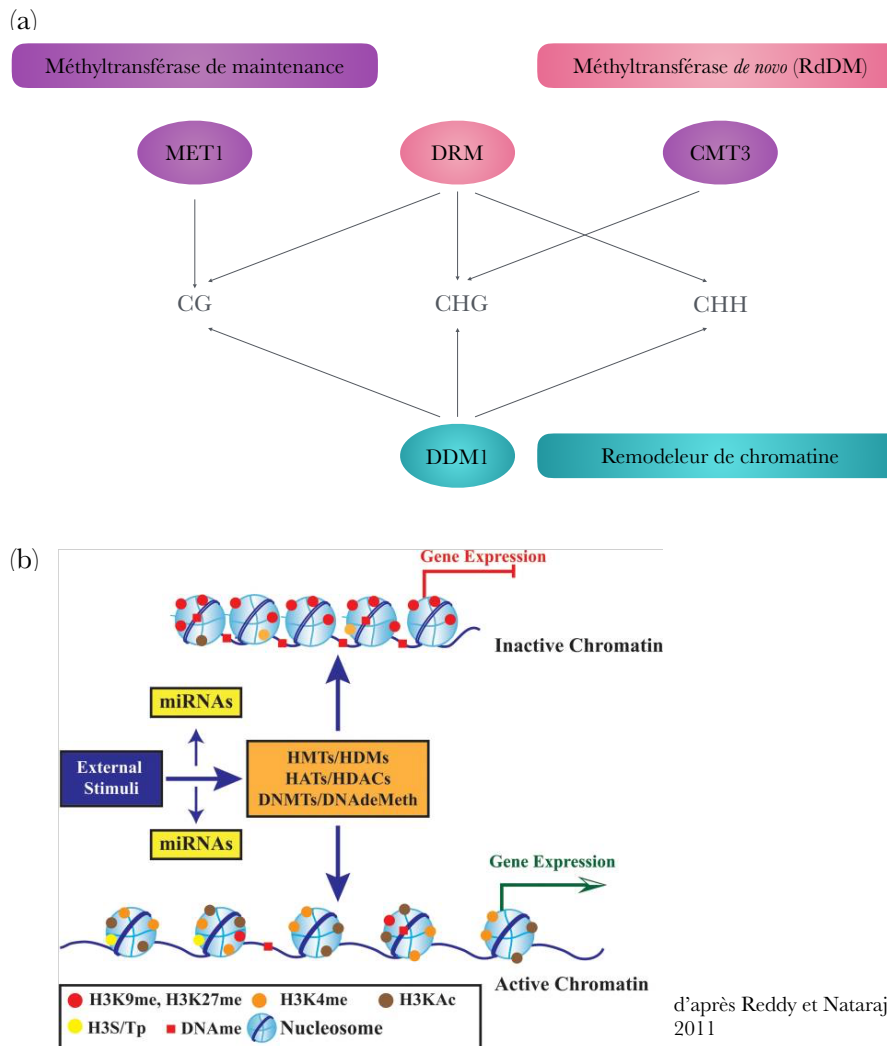 (a)
Méthyltransférase de maintenance
Méthyltransférase de novo (RdDM)
MET1
DRM
CMT3
CG
CHG
CHH
DDM1
Remodeleur de chromatine
(b)
Gene Expression
Inactive Chromatin
miRNAs
External
Stimuli
HMTs/HDMs
HATs/HDACs
DNMTs/DNAdeMeth
miRNAs
Gene Expression
Active Chromatin
H3K9me, H3K27me
H3K4me
H3KAc
H3S/Tp
DNAme
Nucleosome
d'après Reddy et Nataraj
2011